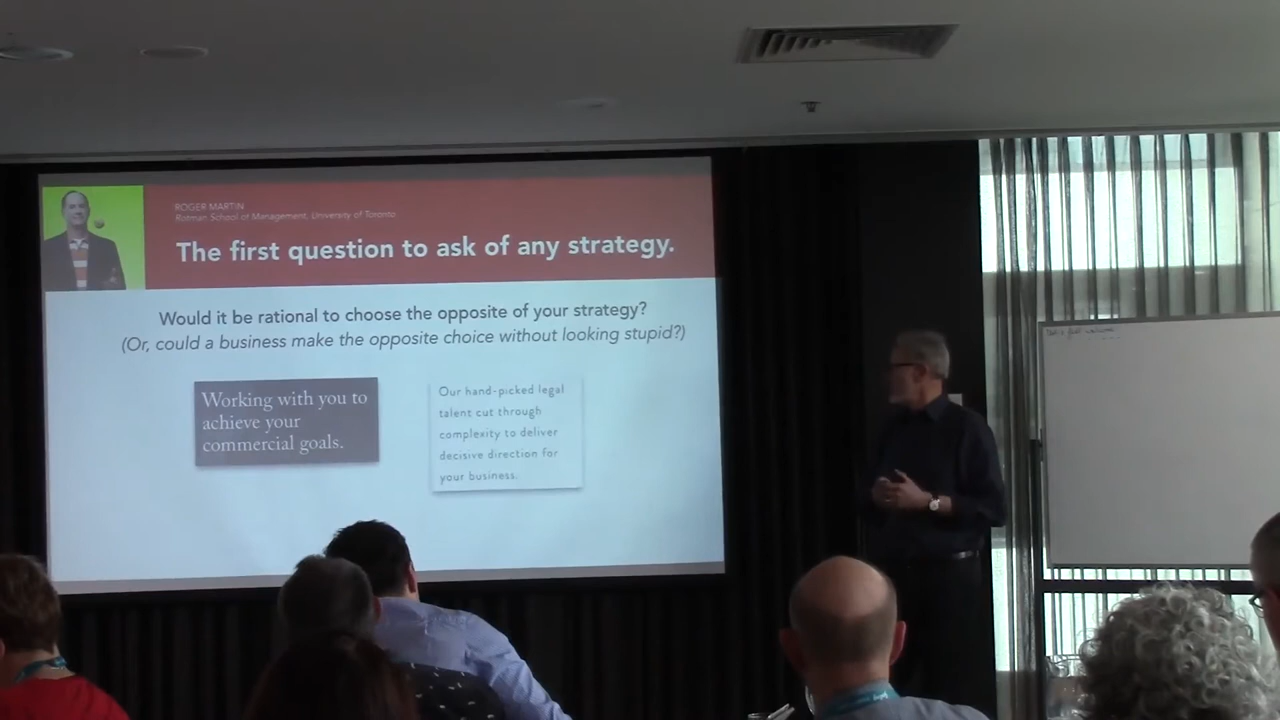 ROGER MARTIN
Rotman School of Management, University of Toronto
The first question to ask of any strategy.
Would it be rational to choose the opposite of your strategy?
(Or, could a business make the opposite choice without looking stupid?)
Working with you to
achieve your
commercial goals.
Our hand-picked legal
talent cut through
complexity to deliver
decisive direction for
your business.